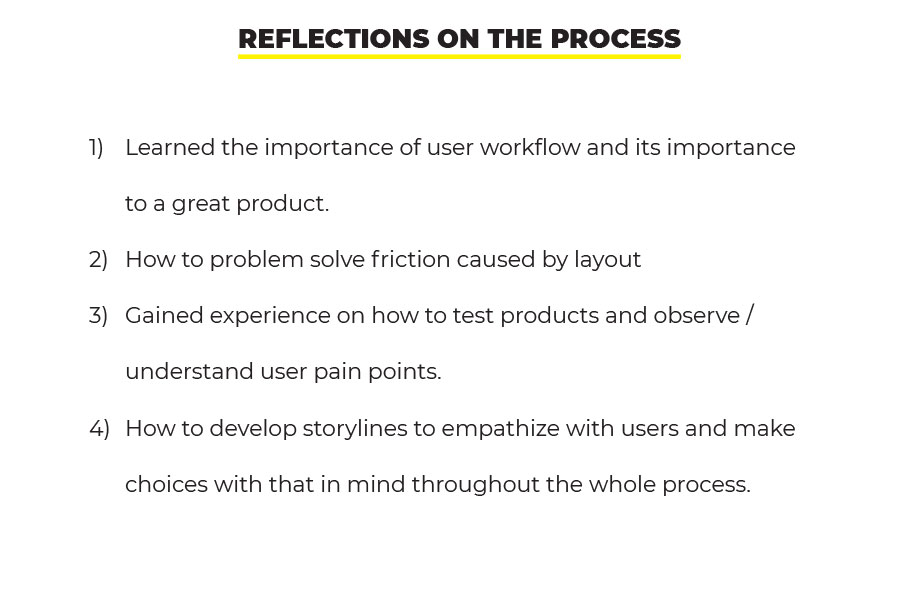 REFLECTIONS ON THE PROCESS
1) Learned the importance of user workflow and its importance
to a great product.
2) How to problem solve friction caused by layout
3) Gained experience on how to test products and observe /
understand user pain points.
4) How to develop storylines to empathize with users and make
choices with that in mind throughout the whole process.